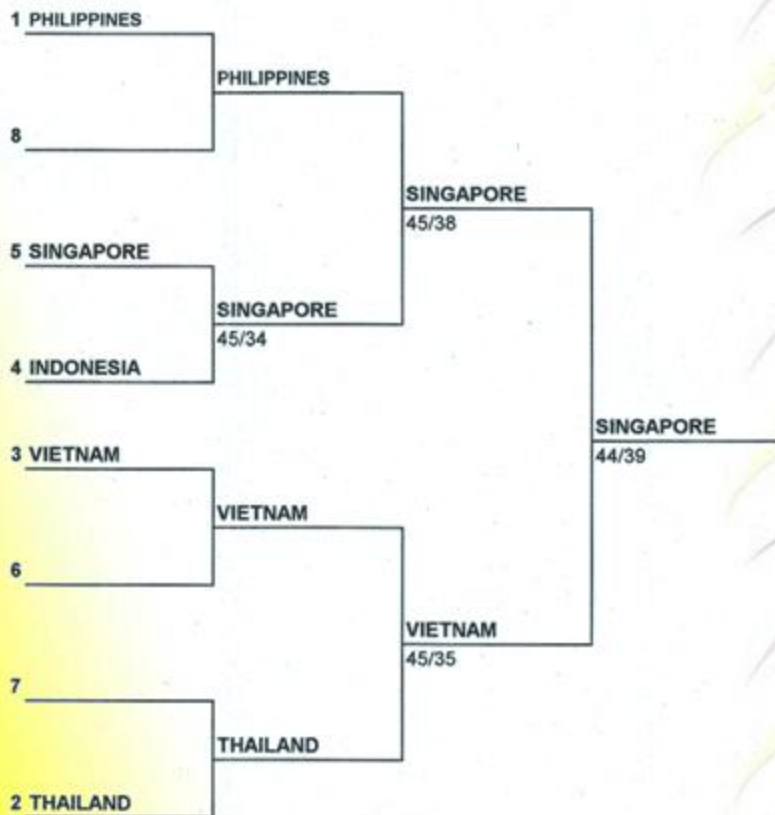 1 PHILIPPINES
PHILIPPINES
8
SINGAPORE
45/38
5 SINGAPORE
SINGAPORE
45/34
4 INDONESIA
SINGAPORE
44/39
3 VIETNAM
VIETNAM
6
VIETNAM
45/35
7
THAILAND
2 THAILAND